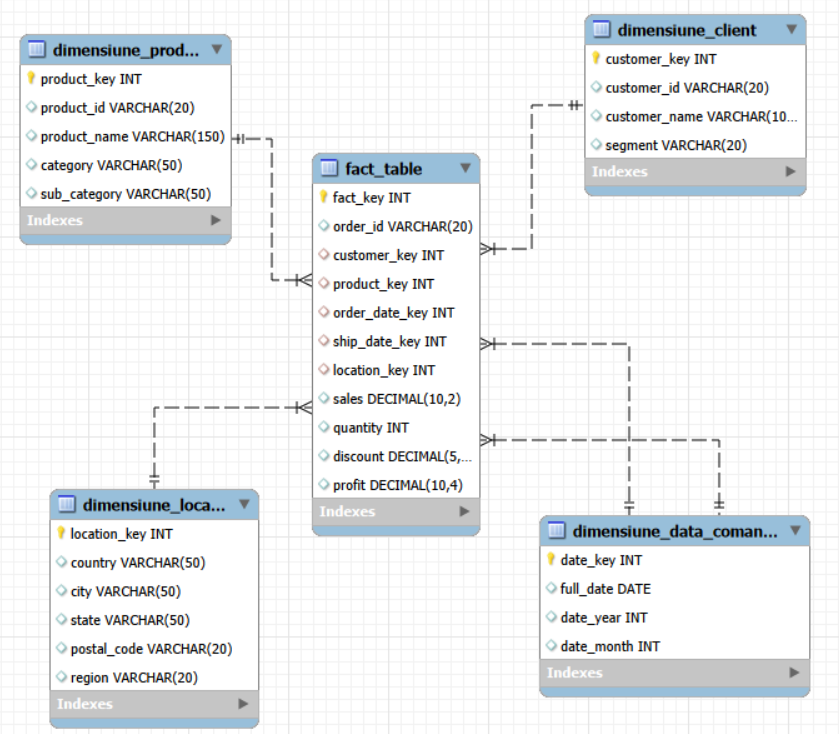 dimensiune_prod...
product_key INT
product_id VARCHAR(20)
product_name VARCHAR(150)
category VARCHAR(50)
sub_category VARCHAR(50)
Indexes
dimensiune_client
customer_key INT
customer_id VARCHAR(20)
customer_name VARCHAR(10...
segment VARCHAR(20)
Indexes
fact_table
fact_key INT
order_id VARCHAR(20)
customer_key INT
product_key INT
order_date_key INT
ship_date_key INT
location_key INT
sales DECIMAL(10,2)
quantity INT
discount DECIMAL(5,...
profit DECIMAL(10,4)
Indexes
dimensiune_loca...
location_key INT
country VARCHAR(50)
city VARCHAR(50)
state VARCHAR(50)
postal_code VARCHAR(20)
region VARCHAR(20)
Indexes
dimensiune_data_coman...
date_key INT
full_date DATE
date_year INT
date_month INT
Indexes